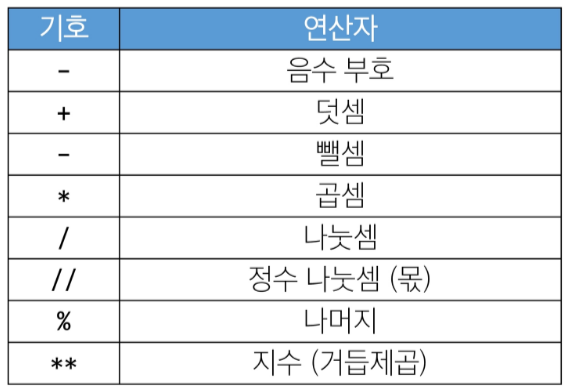 기호 연산자
- 음수 부호
+ 덧셈
- 뺄셈
* 곱셈
/ 나눗셈
// 정수 나눗셈 (몫)
% 나머지
** 지수 (거듭제곱)